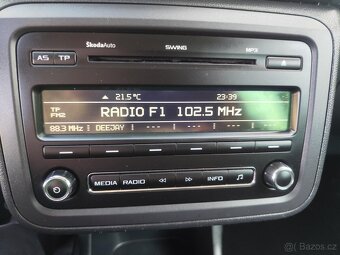 ŠkodaAuto SWING MP3
AS TP
21.5°C 23:39
TP RADIO F1 102.5 MHz
FM2
88.3 MHz DEEJAY --- --- --- ---
MEDIA RADIO INFO
Bazos.cz